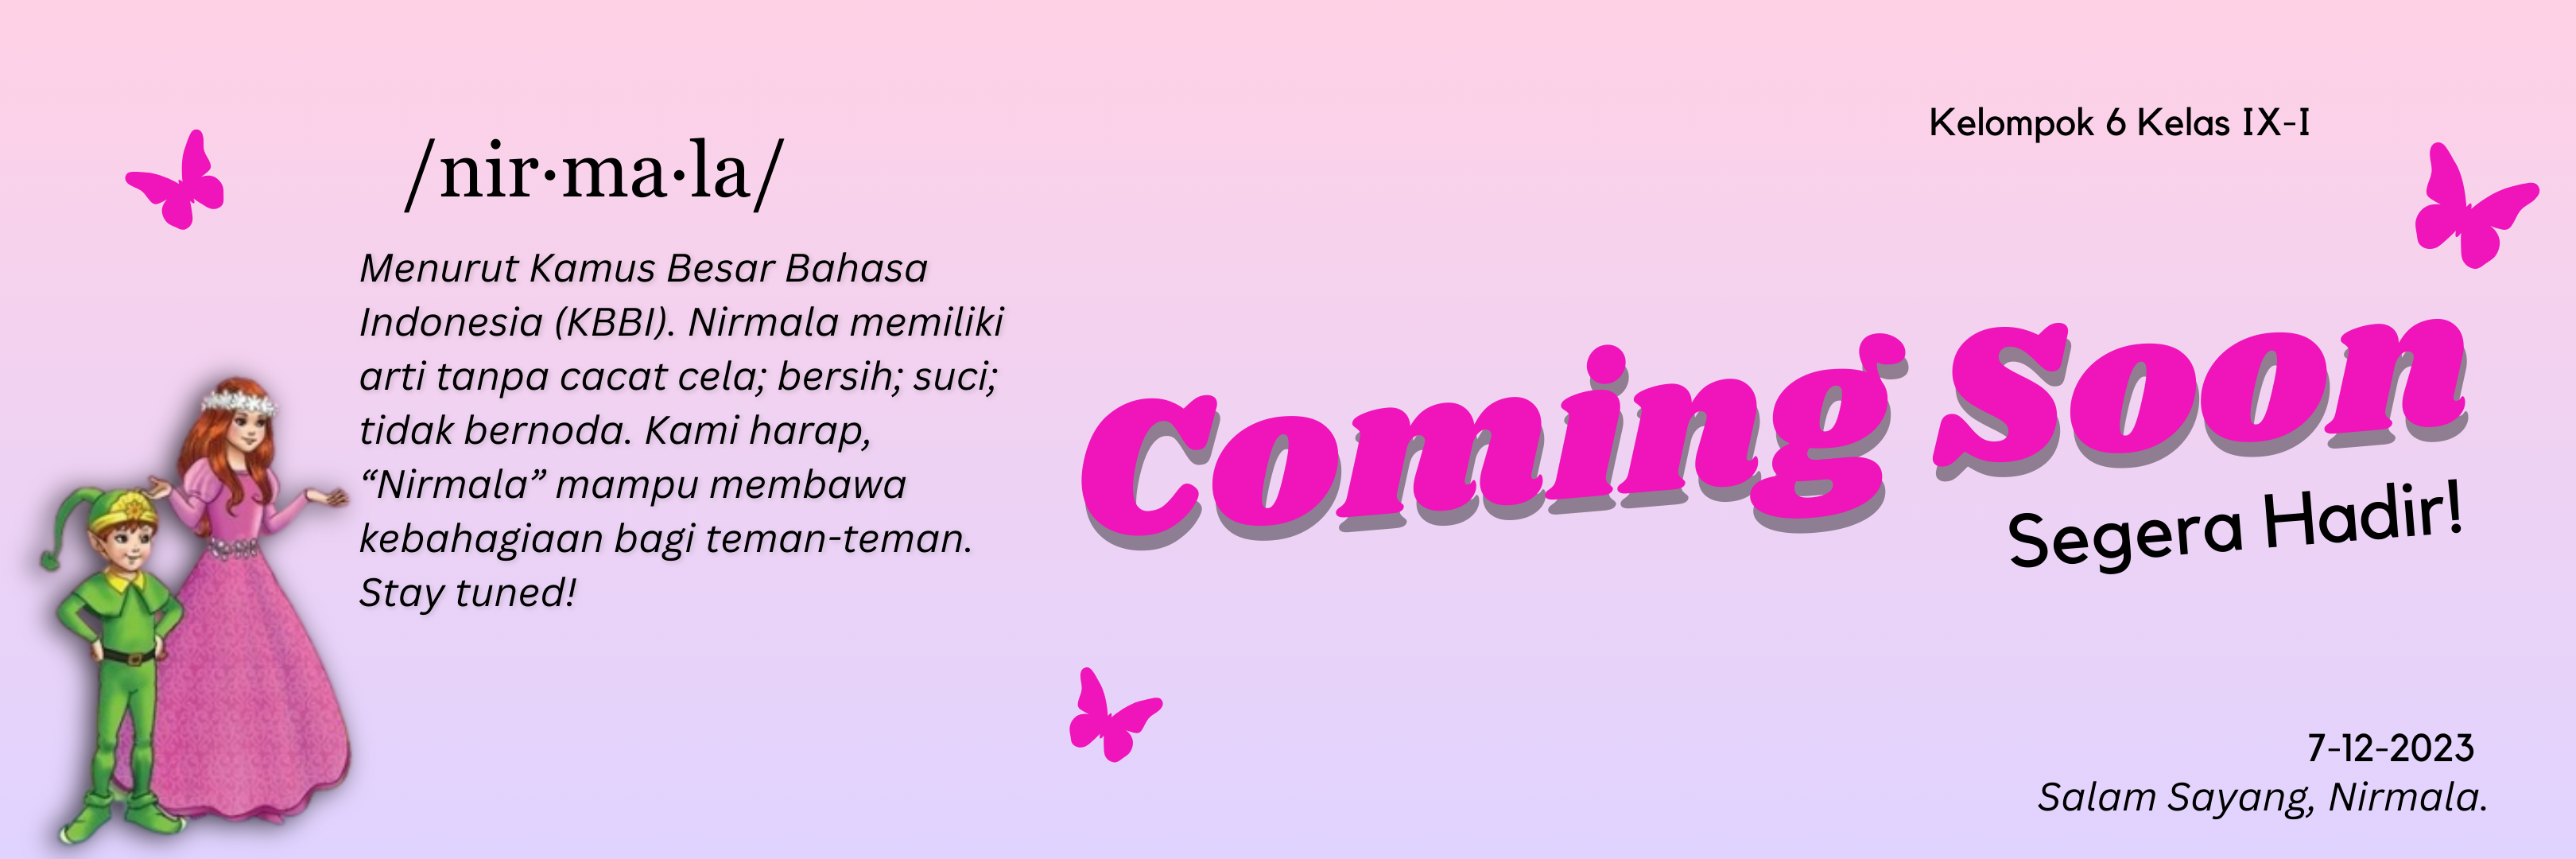 /nir·ma·la/
Menurut Kamus Besar Bahasa
Indonesia (KBBI). Nirmala memiliki
arti tanpa cacat cela; bersih; suci;
tidak bernoda. Kami harap,
“Nirmala” mampu membawa
kebahagiaan bagi teman-teman.
Stay tuned!
Kelompok 6 Kelas IX-I
Coming Soon
Segera Hadir!
7-12-2023
Salam Sayang, Nirmala.